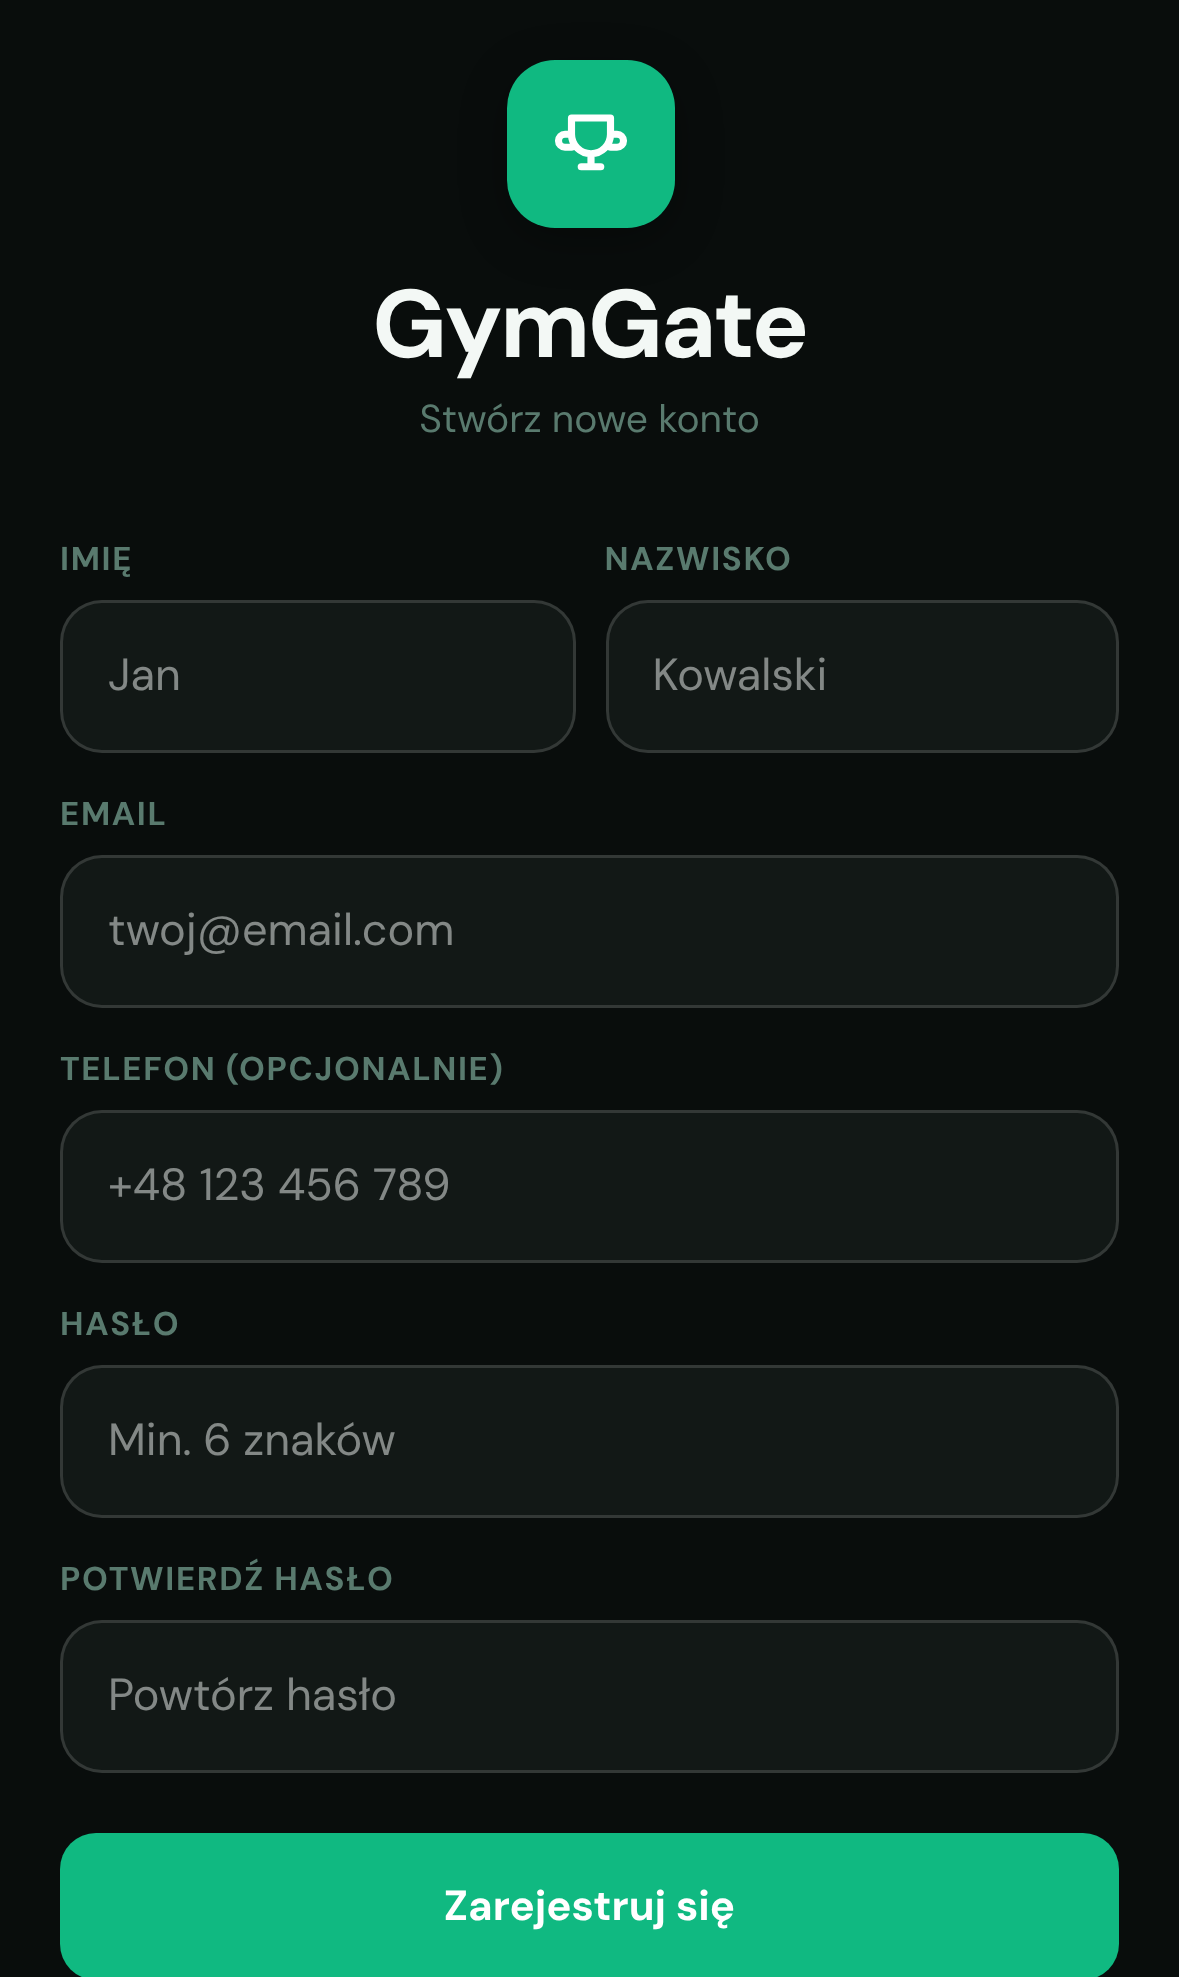 GymGate
Stwórz nowe konto
IMIĘ
NAZWISKO
Jan
Kowalski
EMAIL
twoj@email.com
TELEFON (OPCJONALNIE)
+48 123 456 789
HASŁO
Min. 6 znaków
POTWIERDŹ HASŁO
Powtórz hasło
Zarejestruj się